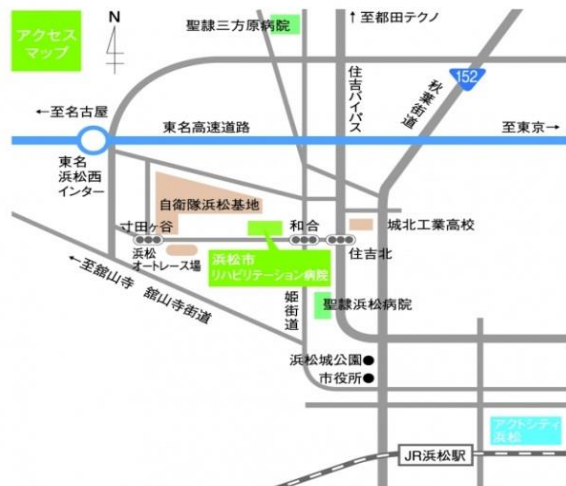 アクセス
マップ
N
聖隷三方原病院
↑至都田テクノ
152
住吉バイパス
秋葉街道
←至名古屋
東名高速道路
至東京→
東名
浜松西
インター
自衛隊浜松基地
寸田ヶ谷
和合
城北工業高校
浜松
オートレース場
浜松市
リハビリテーション病院
住吉北
←至舘山寺 舘山寺街道
姫街道
聖隷浜松病院
浜松城公園
市役所
アクトシティ
浜松
JR浜松駅